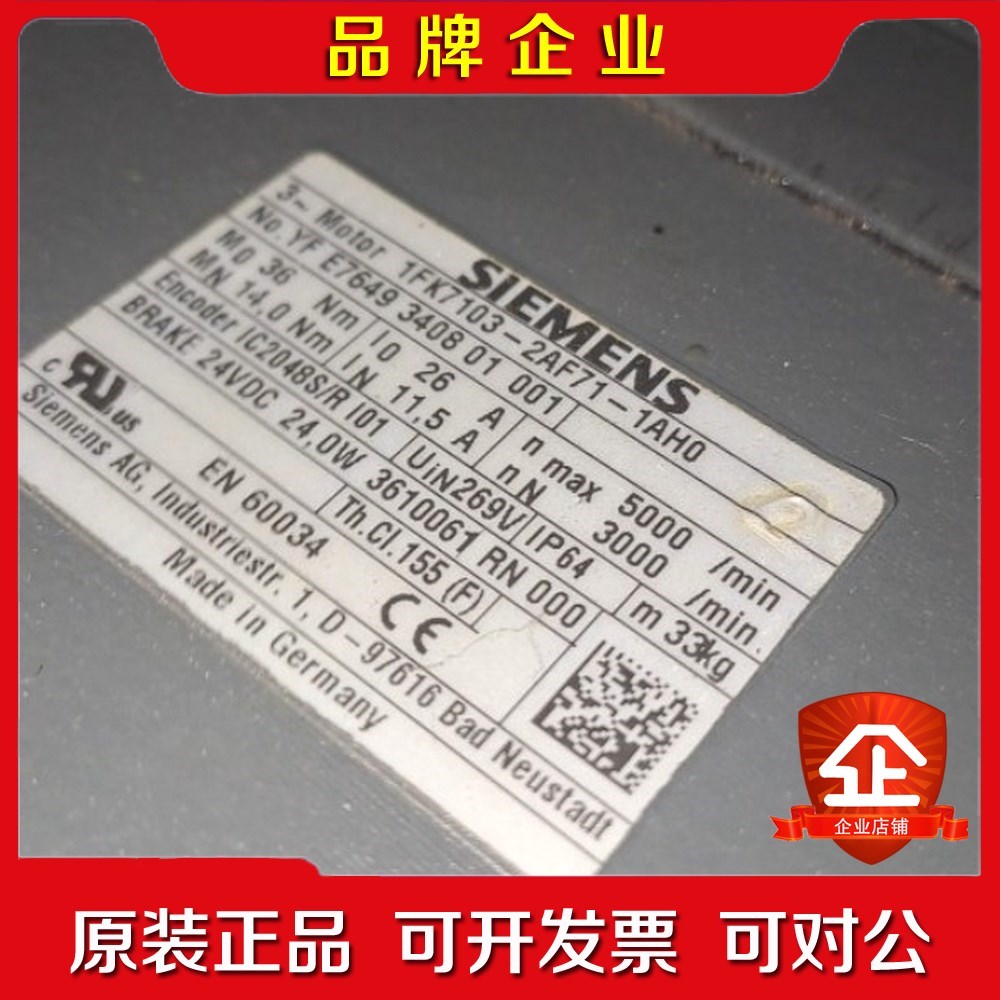 品牌企业
SIEMENS
3~ Motor 1FK7103-2AF71-1AH0
No. YF E7649 3408 01 001
M0 36 Nm I0 26 A n max 5000 /min
MN 14,0 Nm IN 11,5 A nN 3000 /min
Encoder IC2048S/R I01 UiN269V IP64 m 33kg
BRAKE 24VDC 24,0W 3610061 RN 000
c RU us EN 60034 Th.Cl.155 (F) CE
Siemens AG, Industriestr. 1, D-97616 Bad Neustadt
Made in Germany
企
企业店铺
原装正品 可开发票 可对公